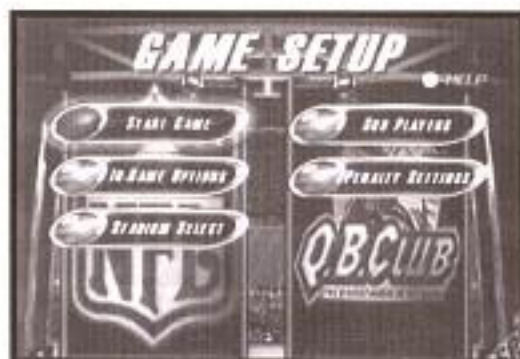 GAME SETUP
HELP
START GAME
SUB PLAYERS
IN-GAME OPTIONS
PENALTY SETTINGS
STADIUM SELECT
NFL
Q.B.CLUB